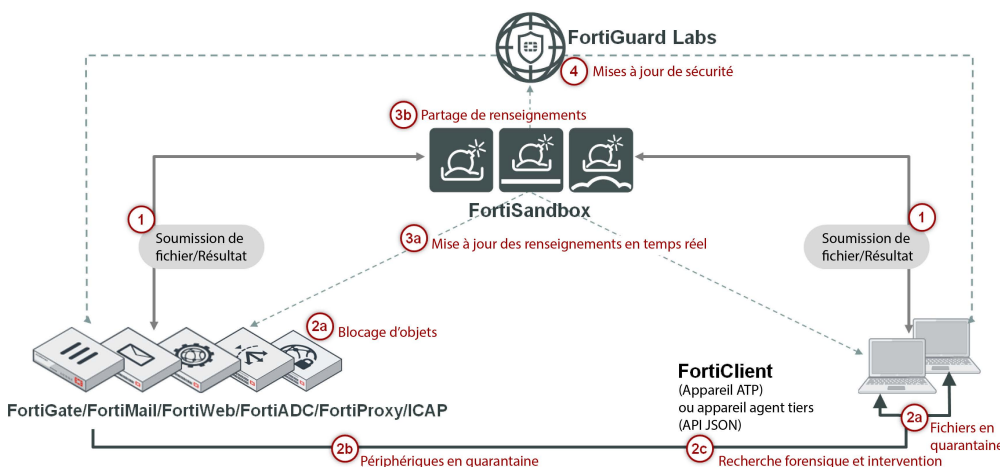 FortiGuard Labs
4 Mises à jour de sécurité
3b Partage de renseignements
FortiSandbox
1
Soumission de
fichier/Résultat
3a Mise à jour des renseignements en temps réel
1
Soumission de
fichier/Résultat
2a Blocage d'objets
FortiGate/FortiMail/FortiWeb/FortiADC/FortiProxy/ICAP
FortiClient
(Appareil ATP)
ou appareil agent tiers
(API JSON)
2a
Fichiers en
quarantaine
2b
Périphériques en quarantaine
2c
Recherche forensique et intervention